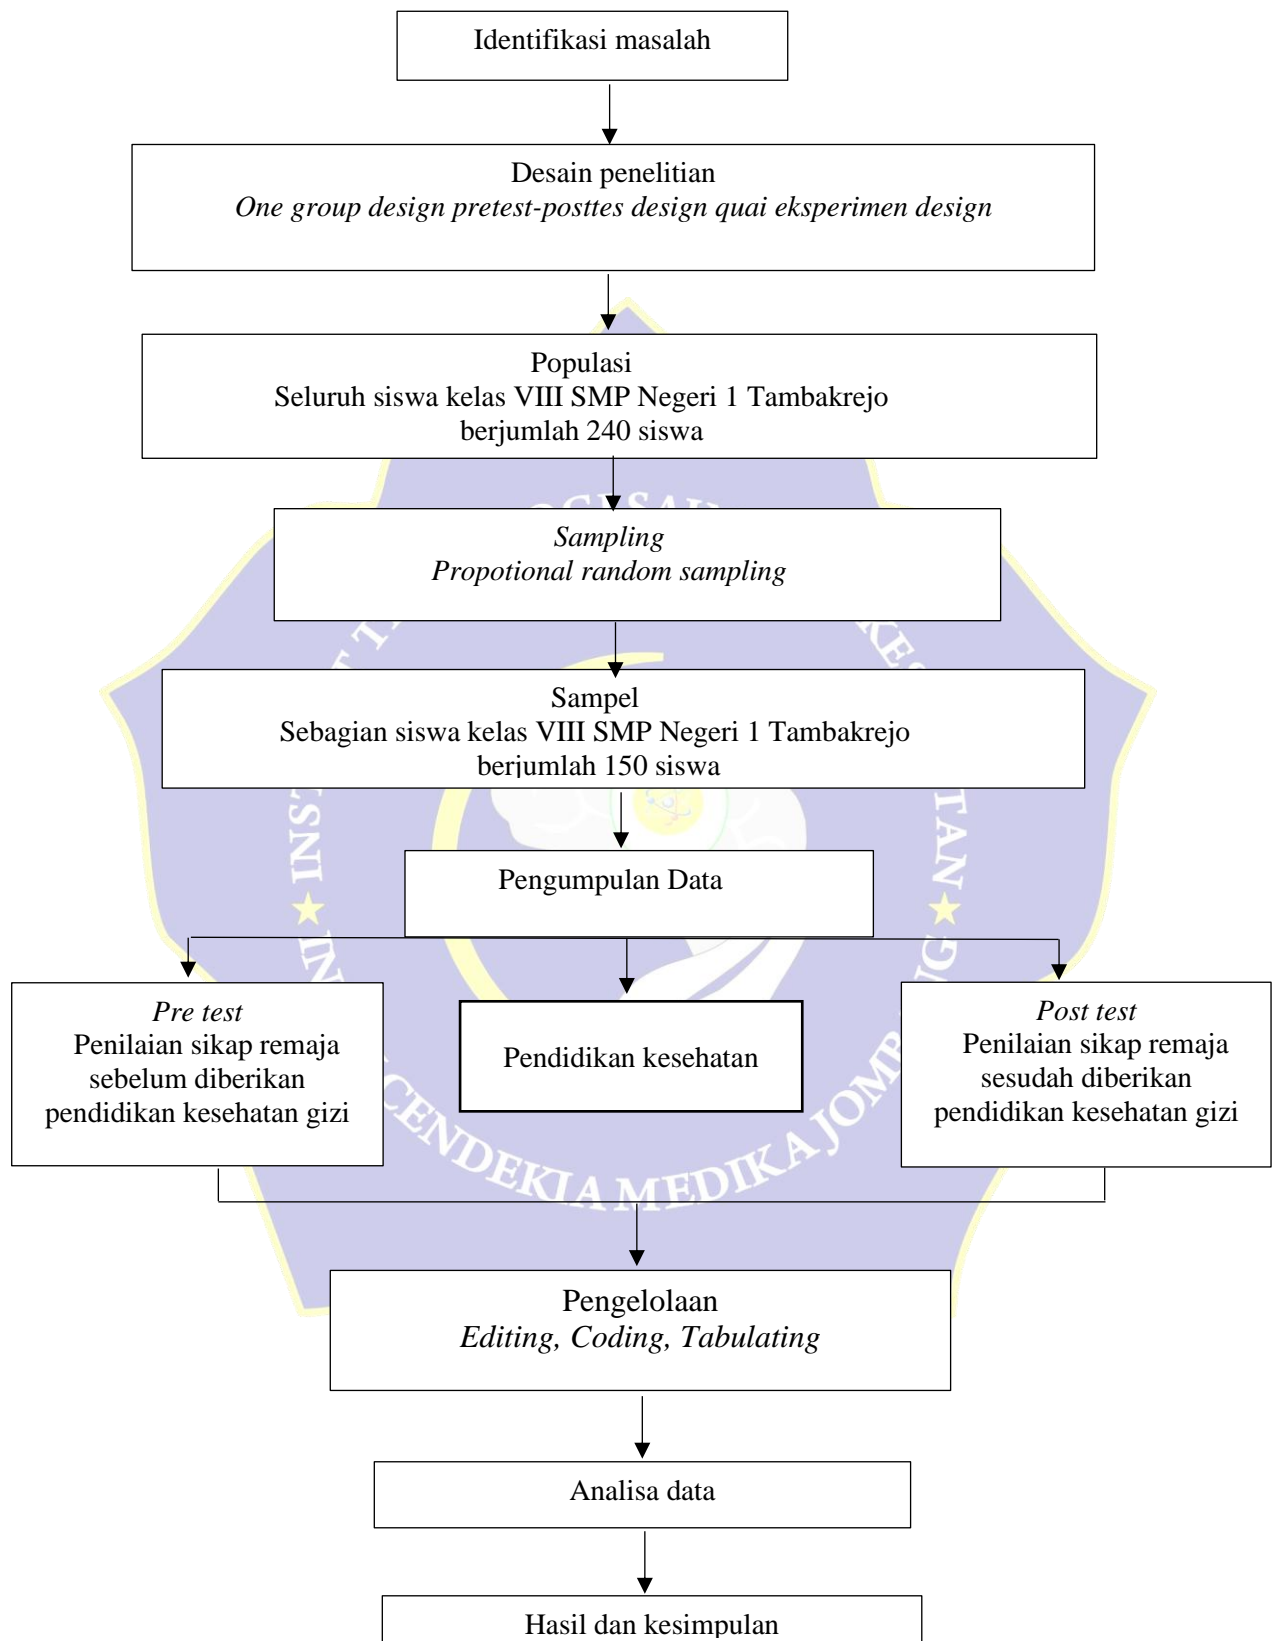 Identifikasi masalah
Desain penelitian
One group design pretest-posttes design quai eksperimen design
Populasi
Seluruh siswa kelas VIII SMP Negeri 1 Tambakrejo
berjumlah 240 siswa
Sampling
Propotional random sampling
Sampel
Sebagian siswa kelas VIII SMP Negeri 1 Tambakrejo
berjumlah 150 siswa
Pengumpulan Data
Pre test
Penilaian sikap remaja
sebelum diberikan
pendidikan kesehatan gizi
Pendidikan kesehatan
Post test
Penilaian sikap remaja
sesudah diberikan
pendidikan kesehatan gizi
CENDEKIA MEDIKA
Pengelolaan
Editing, Coding, Tabulating
Analisa data
Hasil dan kesimpulan